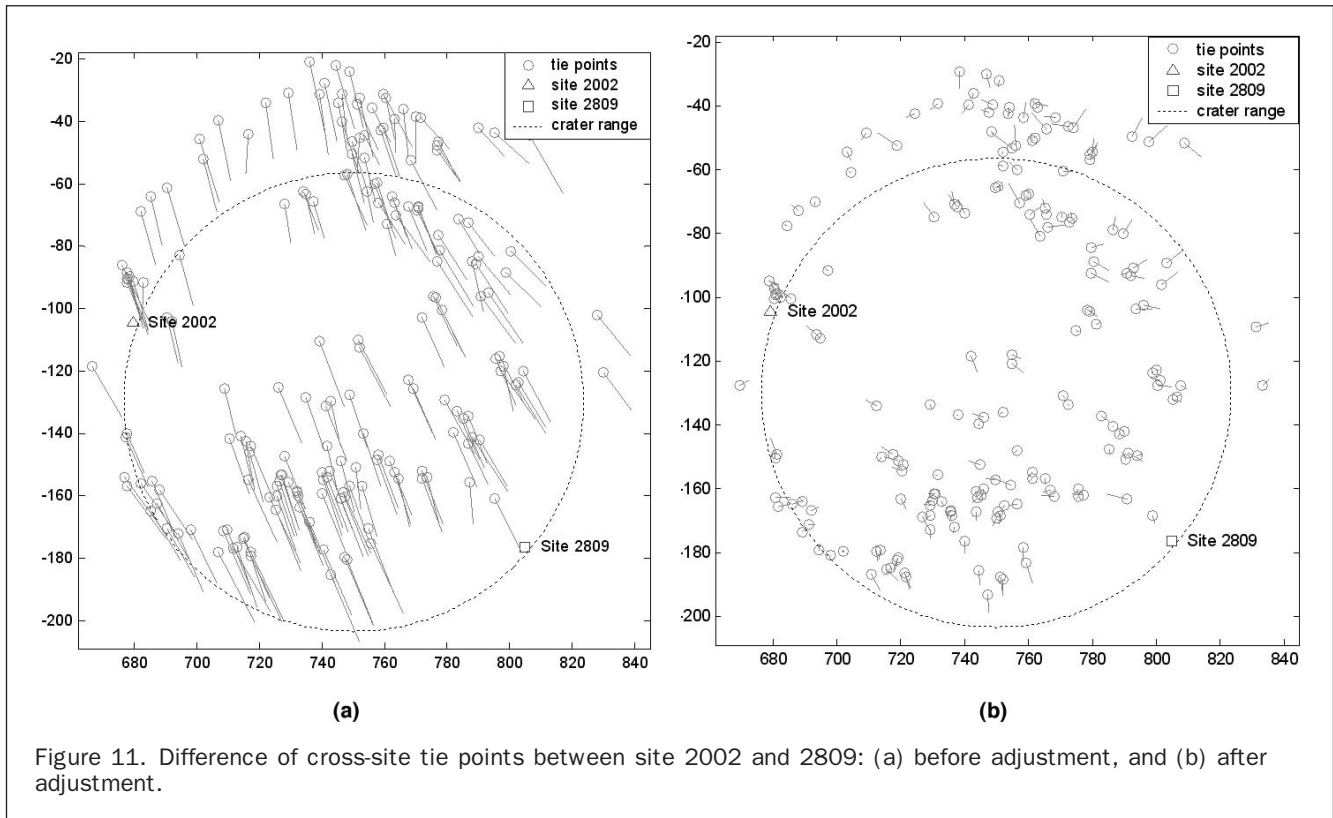 -20
-40
-60
-80
-100
-120
-140
-160
-180
-200
680 700 720 740 760 780 800 820 840
tie points
site 2002
site 2809
crater range
Site 2002
Site 2809
(a)
-20
-40
-60
-80
-100
-120
-140
-160
-180
-200
680 700 720 740 760 780 800 820 840
tie points
site 2002
site 2809
crater range
Site 2002
Site 2809
(b)
Figure 11. Difference of cross-site tie points between site 2002 and 2809: (a) before adjustment, and (b) after
adjustment.